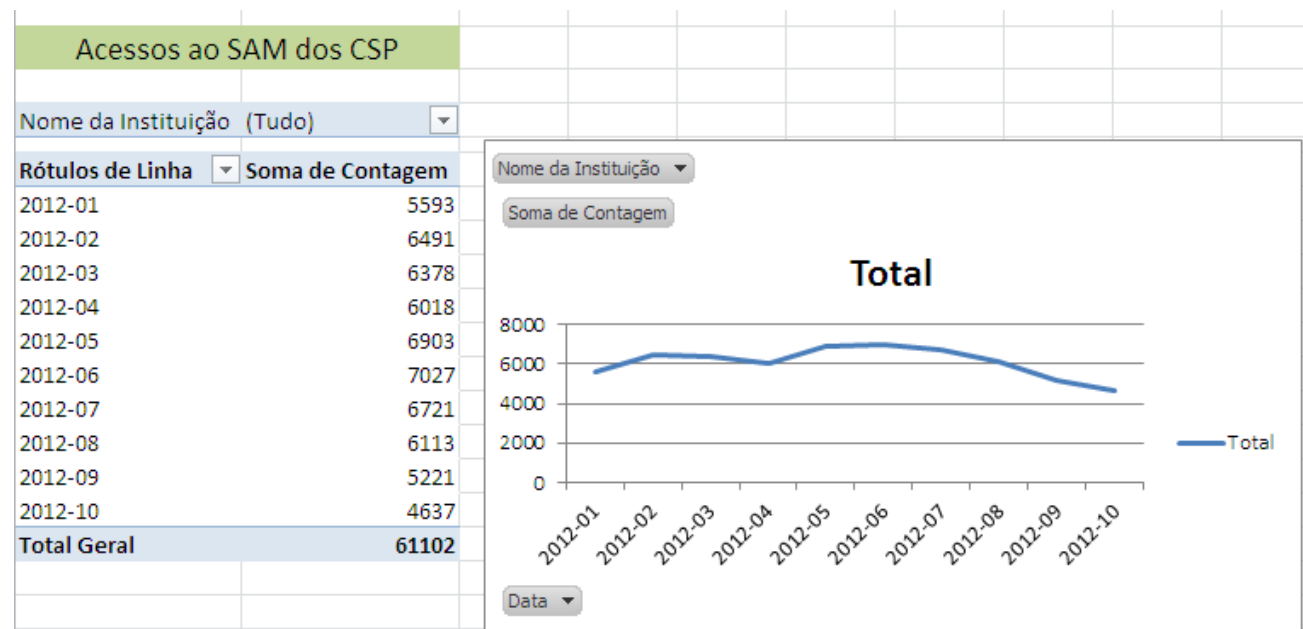 Acessos ao SAM dos CSP
Nome da Instituição (Tudo)
Rótulos de Linha Soma de Contagem
2012-01 5593
2012-02 6491
2012-03 6378
2012-04 6018
2012-05 6903
2012-06 7027
2012-07 6721
2012-08 6113
2012-09 5221
2012-10 4637
Total Geral 61102
Nome da Instituição
Soma de Contagem
Total
8000
6000
4000
2000
0
2012-01 2012-02 2012-03 2012-04 2012-05 2012-06 2012-07 2012-08 2012-09 2012-10
Total
Data